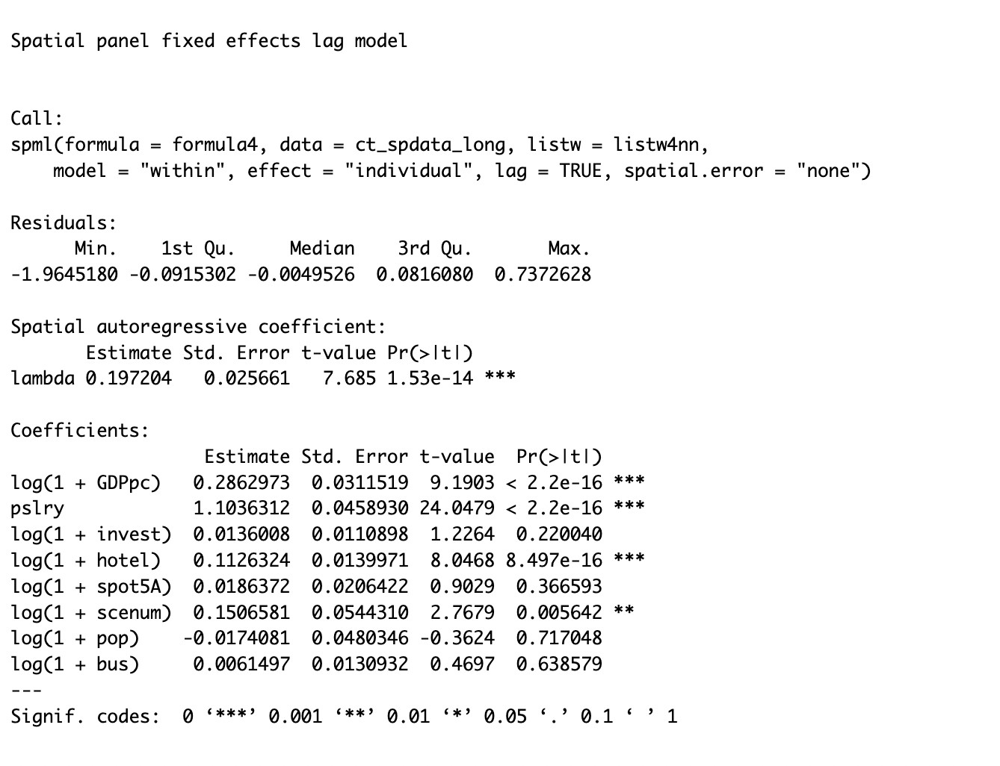 Spatial panel fixed effects lag model
Call:
spml(formula = formula4, data = ct_spdata_long, listw = listw4nn,
    model = "within", effect = "individual", lag = TRUE, spatial.error = "none")
Residuals:
      Min.    1st Qu.     Median    3rd Qu.       Max.
-1.9645180 -0.0915302 -0.0049526  0.0816080  0.7372628
Spatial autoregressive coefficient:
       Estimate Std. Error t-value Pr(>|t|)
lambda 0.197204   0.025661   7.685 1.53e-14 ***
Coefficients:
                  Estimate Std. Error t-value  Pr(>|t|)
log(1 + GDPpc)   0.2862973  0.0311519  9.1903 < 2.2e-16 ***
pslry            1.1036312  0.0458930 24.0479 < 2.2e-16 ***
log(1 + invest)  0.0136008  0.0110898  1.2264  0.220040
log(1 + hotel)   0.1126324  0.0139971  8.0468 8.497e-16 ***
log(1 + spot5A)  0.0186372  0.0206422  0.9029  0.366593
log(1 + scenum)  0.1506581  0.0544310  2.7679  0.005642 **
log(1 + pop)    -0.0174081  0.0480346 -0.3624  0.717048
log(1 + bus)     0.0061497  0.0130932  0.4697  0.638579
---
Signif. codes:  0 ‘***’ 0.001 ‘**’ 0.01 ‘*’ 0.05 ‘.’ 0.1 ‘ ’ 1